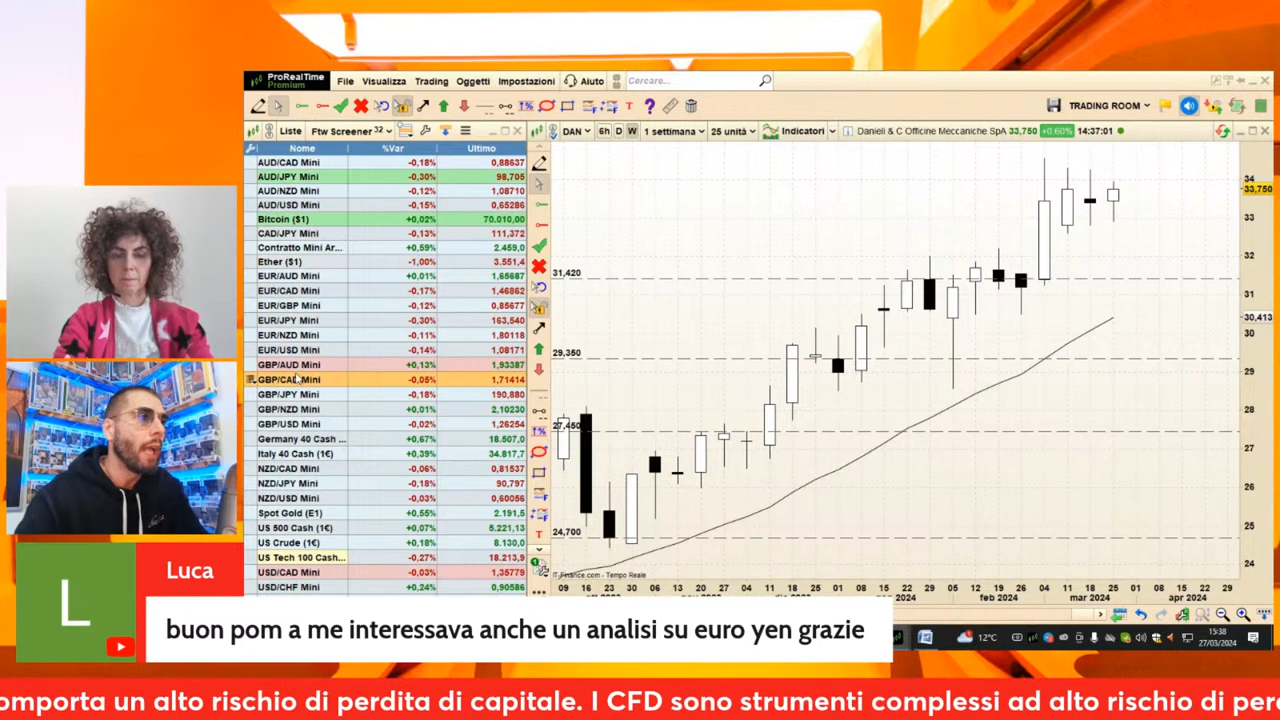 ProRealTime
Premium
File Visualizza Trading Oggetti Impostazioni Aiuto Cercare...
TRADING ROOM
Liste Ftw Screener 32
DAN 6h D W 1 settimana 25 unità Indicatori Danieli & C Officine Meccaniche SpA 33,750 +0.60% 14:37:01
Nome %Var Ultimo
AUD/CAD Mini -0,18% 0,88637
AUD/JPY Mini -0,30% 98,705
AUD/NZD Mini -0,12% 1,08710
AUD/USD Mini -0,15% 0,65286
Bitcoin ($1) +0,02% 70.010,00
CAD/JPY Mini -0,13% 111,372
Contratto Mini Ar... +0,59% 2.459,0
Ether ($1) -1,00% 3.551,4
EUR/AUD Mini +0,01% 1,65687
EUR/CAD Mini -0,17% 1,46862
EUR/GBP Mini -0,12% 0,85677
EUR/JPY Mini -0,30% 163,540
EUR/NZD Mini -0,11% 1,80118
EUR/USD Mini -0,14% 1,08171
GBP/AUD Mini +0,13% 1,93387
GBP/CAD Mini -0,05% 1,71414
GBP/JPY Mini -0,18% 190,880
GBP/NZD Mini +0,01% 2,10230
GBP/USD Mini -0,02% 1,26254
Germany 40 Cash ... +0,67% 18.507,0
Italy 40 Cash (1€) +0,39% 34.817,7
NZD/CAD Mini -0,06% 0,81537
NZD/JPY Mini -0,18% 90,797
NZD/USD Mini -0,03% 0,60056
Spot Gold (E1) +0,55% 2.191,5
US 500 Cash (1€) +0,07% 5.221,13
US Crude (1€) +0,18% 8.130,0
US Tech 100 Cash... -0,27% 18.213,9
USD/CAD Mini -0,03% 1,35779
USD/CHF Mini +0,24% 0,90586
34
33,750
33
32
31,420
31
30,413
30
29,350
29
28
27,450
27
26
25
24,700
24
IT-Finance.com - Tempo Reale
09 16 23 30 06 13 20 27 04 11 18 25 01 08 15 22 29 05 12 19 26 04 11 18 25 01 08 15 22 29
feb 2024 mar 2024 apr 2024
12°C
15:38
27/03/2024
L
Luca
buon pom a me interessava anche un analisi su euro yen grazie
omporta un alto rischio di perdita di capitale. I CFD sono strumenti complessi ad alto rischio di per